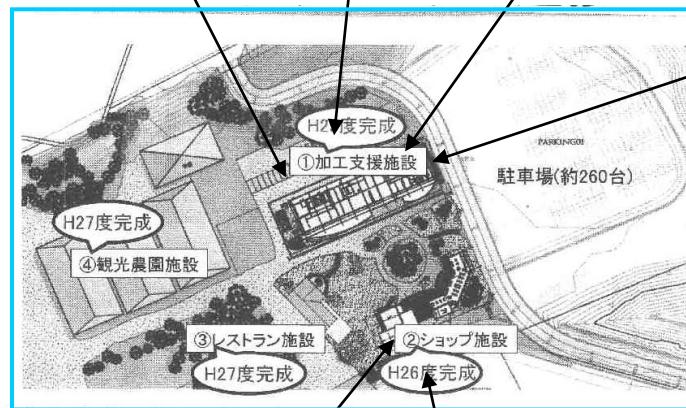 H2 度完成
①加工支援施設
PARKING01
駐車場(約260台)
H27度完成
④観光農園施設
③レストラン施設
②ショップ施設
H27度完成
H26度完成